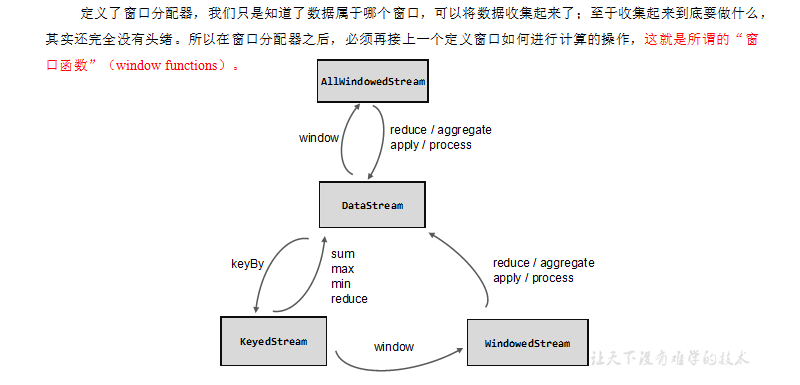 定义了窗口分配器，我们只是知道了数据属于哪个窗口，可以将数据收集起来了；至于收集起来到底要做什么，
其实还完全没有头绪。所以在窗口分配器之后，必须再接上一个定义窗口如何进行计算的操作，这就是所谓的“窗
口函数”（window functions）。
AllWindowedStream
window
reduce / aggregate
apply / process
DataStream
keyBy
sum
max
min
reduce
reduce / aggregate
apply / process
KeyedStream
window
WindowedStream
让天下没有难学的技术